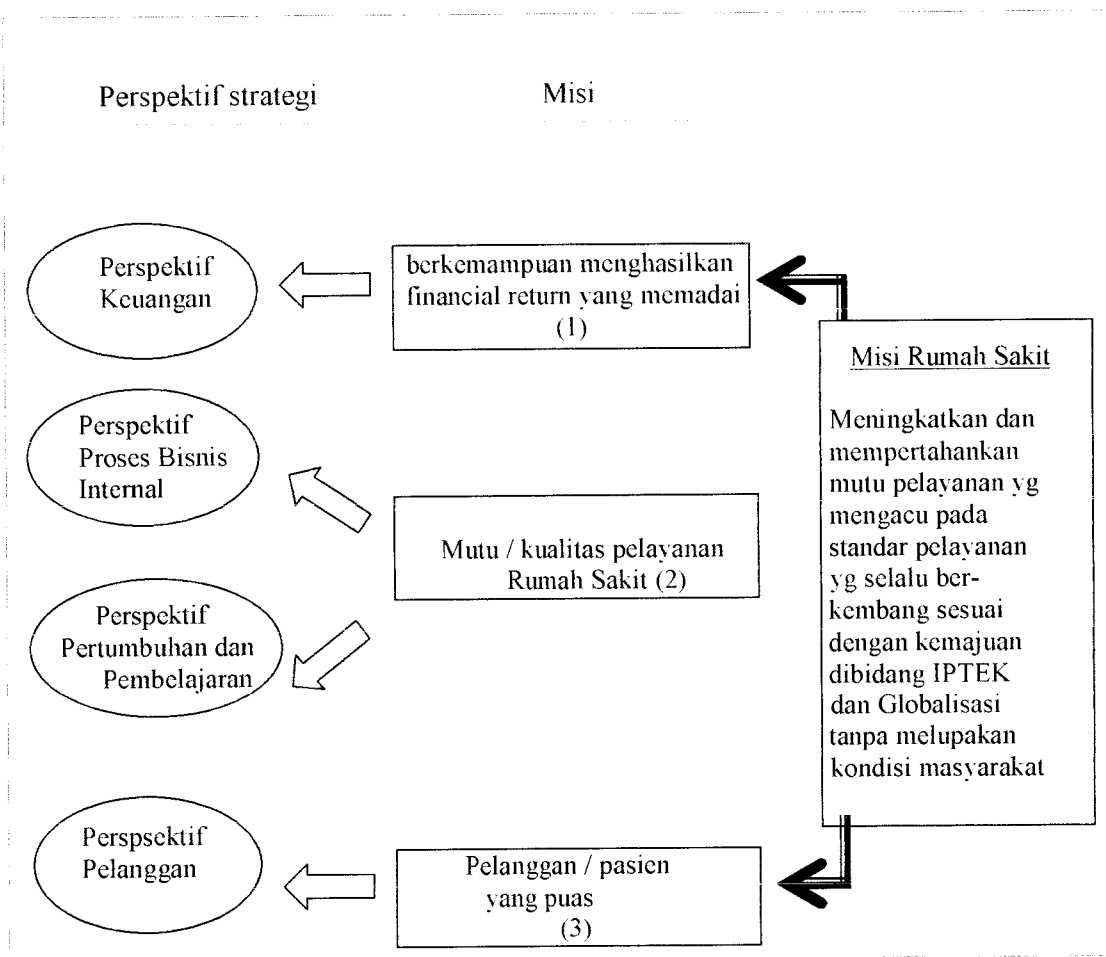 Perspektif strategi
Misi
Perspektif
Keuangan
berkemampuan menghasilkan
financial return yang memadai
(1)
Misi Rumah Sakit
Meningkatkan dan
mempertahankan
mutu pelayanan yg
mengacu pada
standar pelayanan
yg selalu ber-
kembang sesuai
dengan kemajuan
dibidang IPTEK
dan Globalisasi
tanpa melupakan
kondisi masyarakat
Perspektif
Proses Bisnis
Internal
Mutu / kualitas pelayanan
Rumah Sakit (2)
Perspektif
Pertumbuhan dan
Pembelajaran
Perspsektif
Pelanggan
Pelanggan / pasien
yang puas
(3)